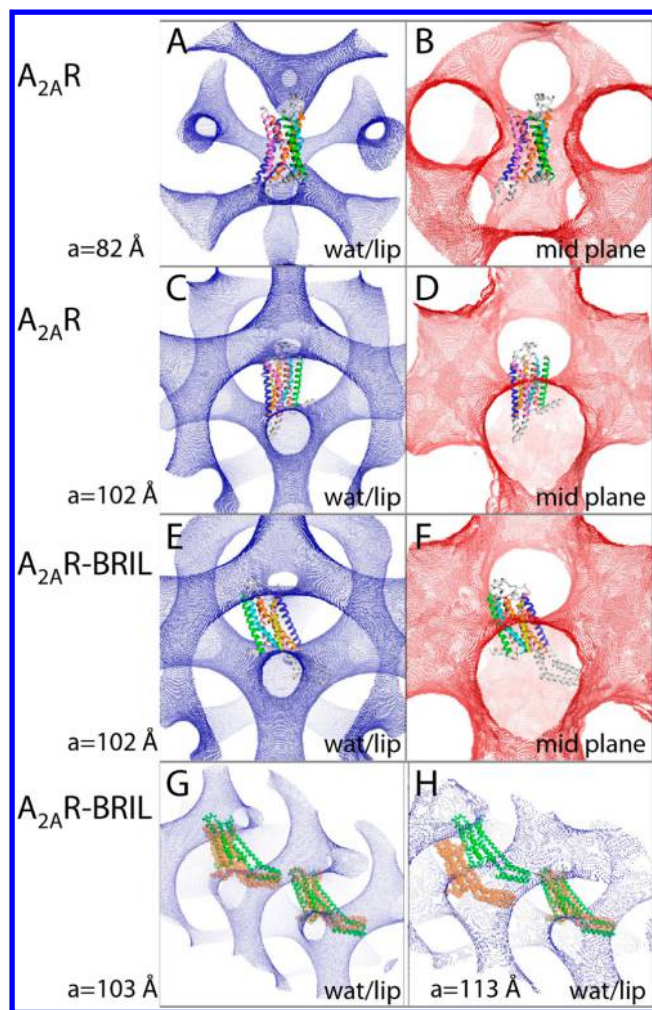 A
B
A₂ₐR
a=82 Å
wat/lip
mid plane
C
D
A₂ₐR
a=102 Å
wat/lip
mid plane
E
F
A₂ₐR-BRIL
a=102 Å
wat/lip
mid plane
A₂ₐR-BRIL
G
H
a=103 Å
wat/lip
a=113 Å
wat/lip